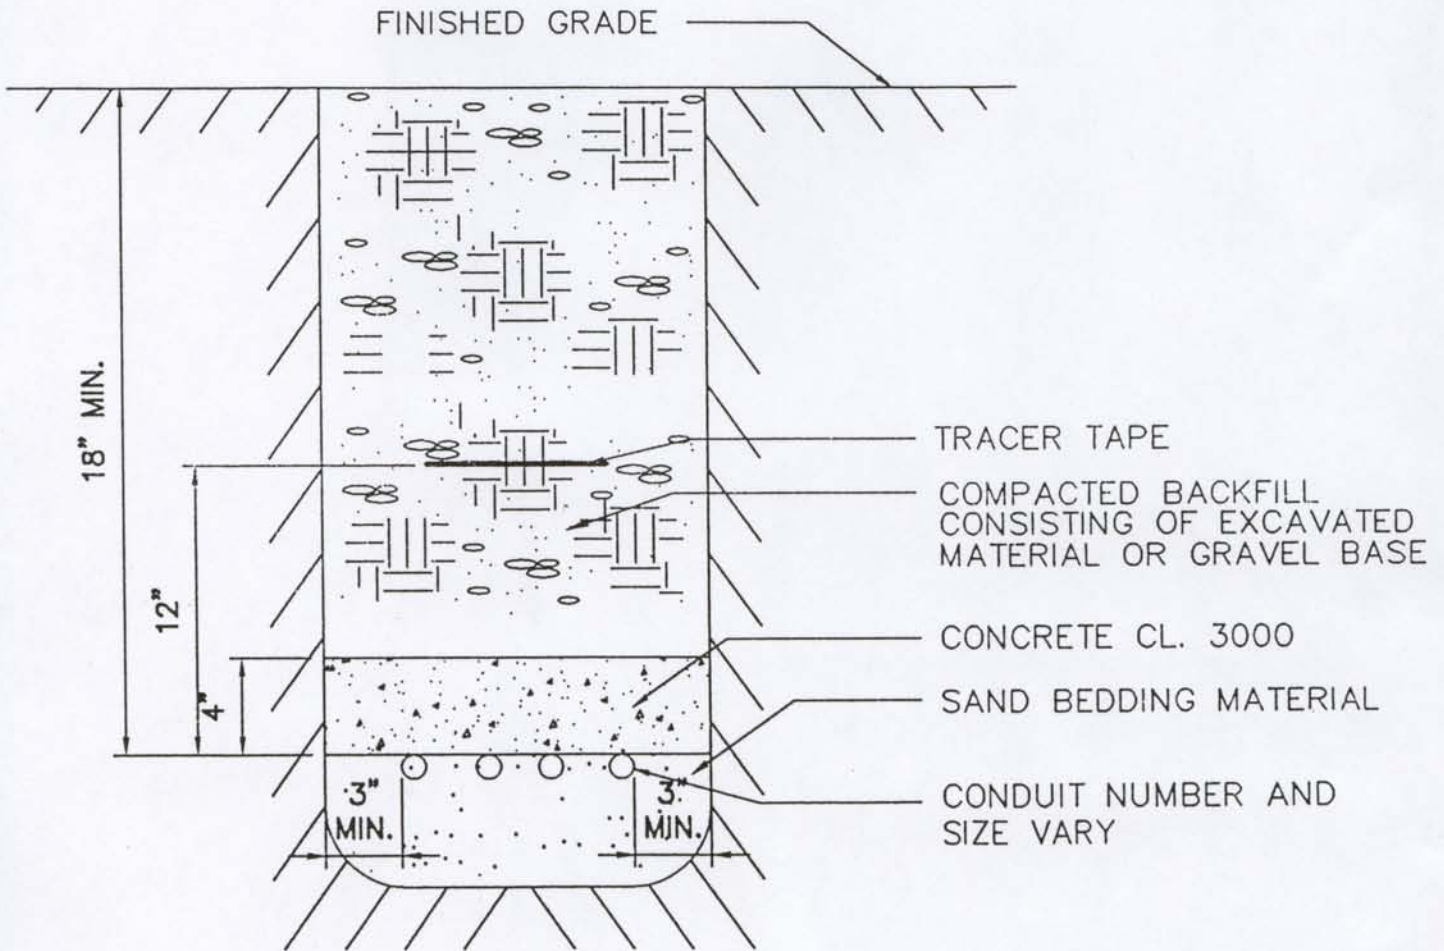 FINISHED GRADE
18" MIN.
12"
4"
TRACER TAPE
COMPACTED BACKFILL
CONSISTING OF EXCAVATED
MATERIAL OR GRAVEL BASE
CONCRETE CL. 3000
SAND BEDDING MATERIAL
3"
MIN.
3"
MIN.
CONDUIT NUMBER AND
SIZE VARY